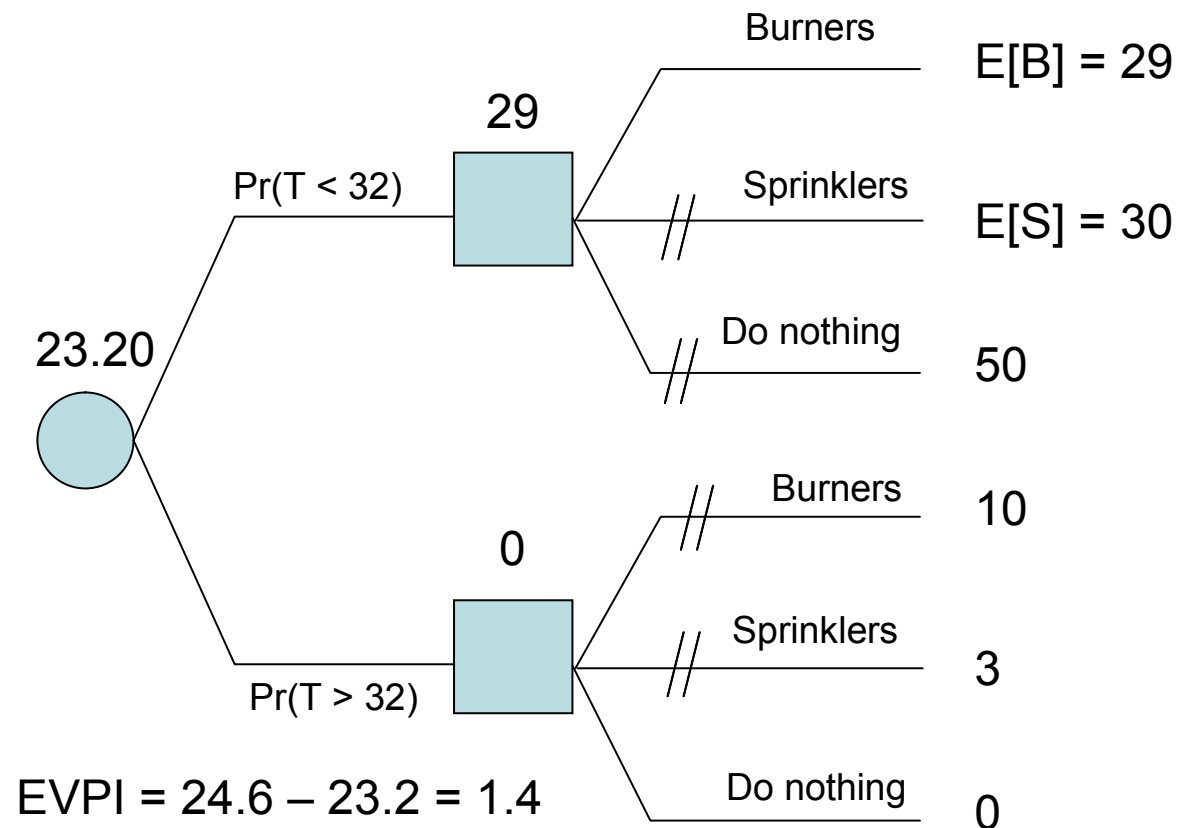 Burners
E[B] = 29
29
Pr(T < 32)
Sprinklers
E[S] = 30
Do nothing
50
23.20
Burners
10
0
Sprinklers
3
Pr(T > 32)
Do nothing
0
EVPI = 24.6 – 23.2 = 1.4